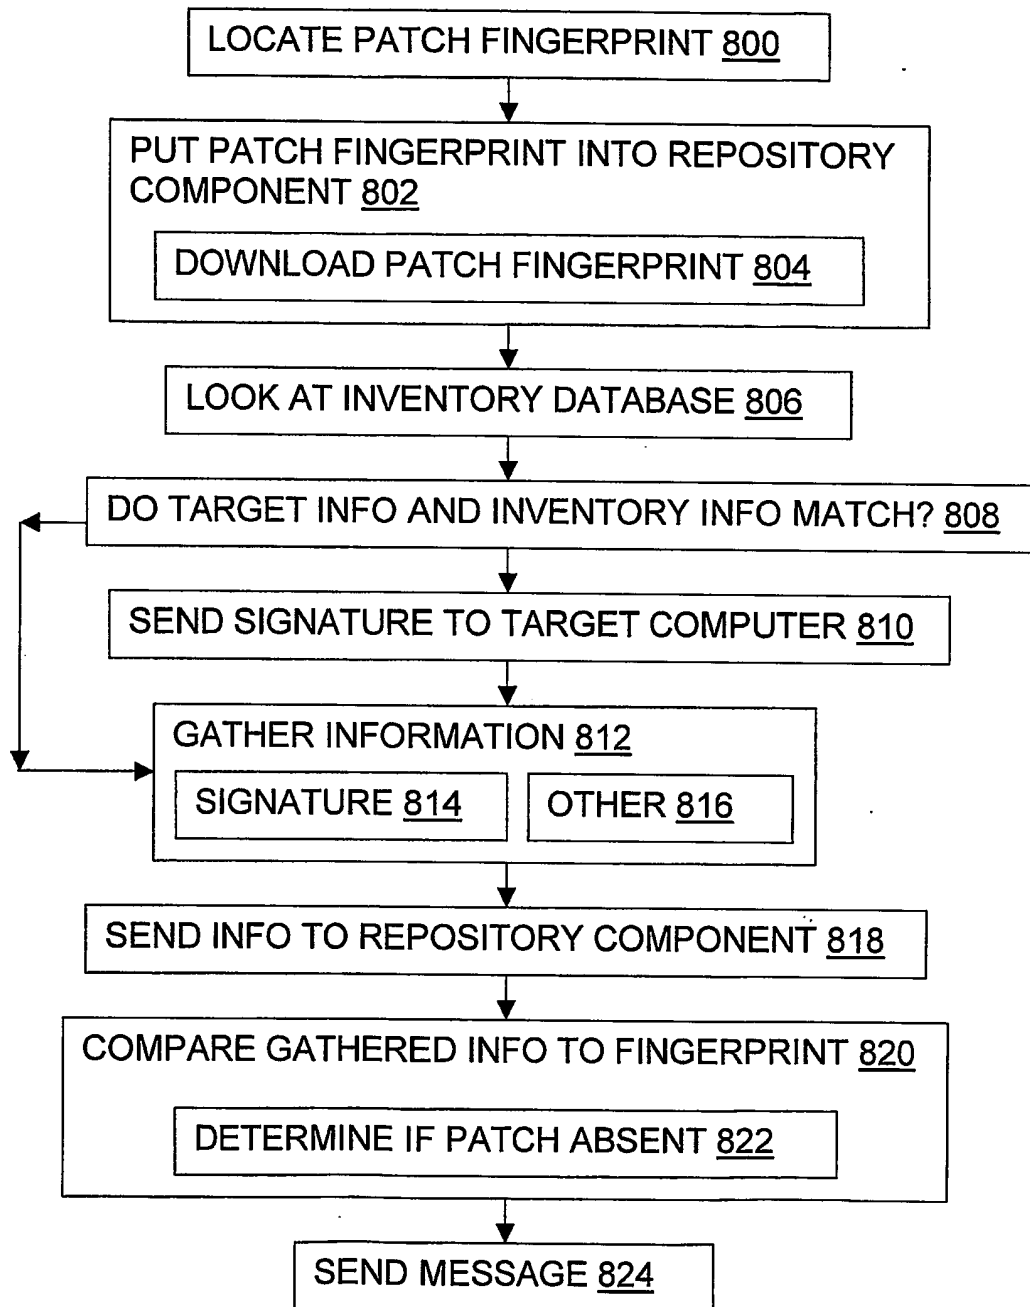 LOCATE PATCH FINGERPRINT 800
PUT PATCH FINGERPRINT INTO REPOSITORY
COMPONENT 802
DOWNLOAD PATCH FINGERPRINT 804
LOOK AT INVENTORY DATABASE 806
DO TARGET INFO AND INVENTORY INFO MATCH? 808
SEND SIGNATURE TO TARGET COMPUTER 810
GATHER INFORMATION 812
SIGNATURE 814
OTHER 816
SEND INFO TO REPOSITORY COMPONENT 818
COMPARE GATHERED INFO TO FINGERPRINT 820
DETERMINE IF PATCH ABSENT 822
SEND MESSAGE 824